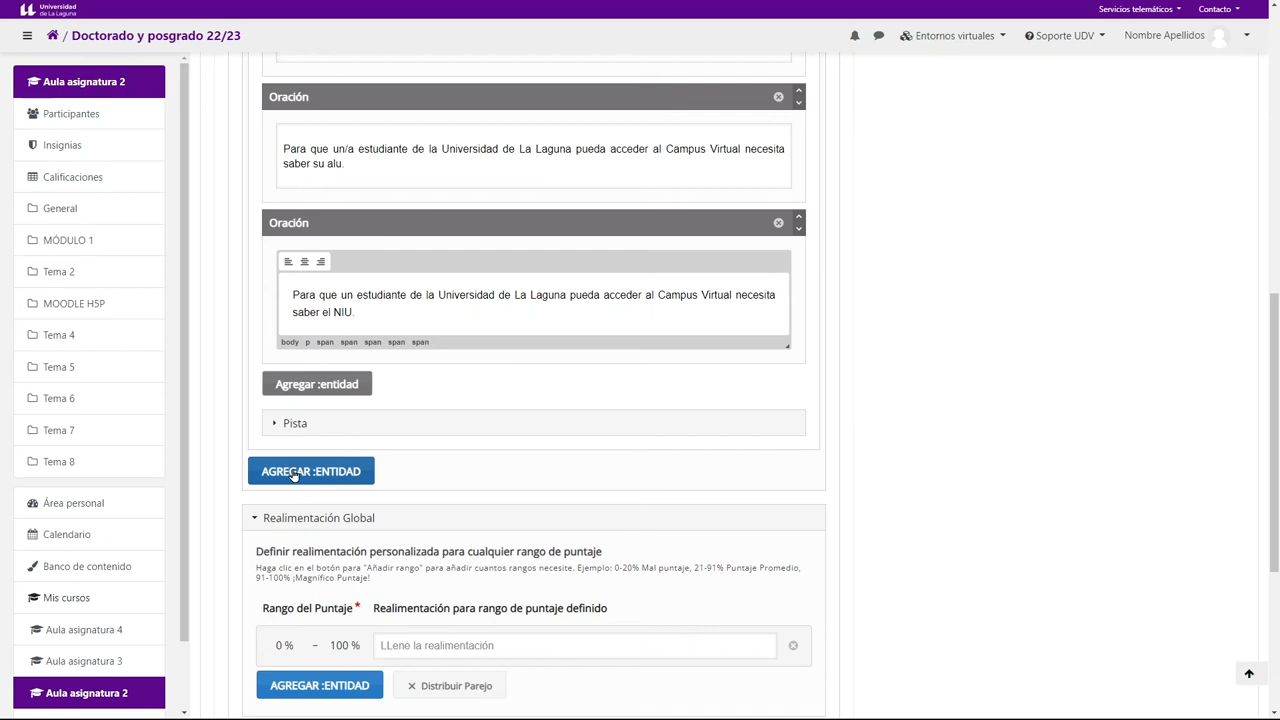 Universidad
de La Laguna
Servicios telemáticos
Contacto
/ Doctorado y posgrado 22/23
Entornos virtuales
Soporte UDV
Nombre Apellidos
Aula asignatura 2
Participantes
Insignias
Calificaciones
General
MÓDULO 1
Tema 2
MOODLE H5P
Tema 4
Tema 5
Tema 6
Tema 7
Tema 8
Área personal
Calendario
Banco de contenido
Mis cursos
Aula asignatura 4
Aula asignatura 3
Aula asignatura 2
Oración
Para que un/a estudiante de la Universidad de La Laguna pueda acceder al Campus Virtual necesita
saber su alu.
Oración
Para que un estudiante de la Universidad de La Laguna pueda acceder al Campus Virtual necesita
saber el NIU.
body p span span span span span
Agregar :entidad
Pista
AGREGAR :ENTIDAD
Realimentación Global
Definir realimentación personalizada para cualquier rango de puntaje
Haga clic en el botón para "Añadir rango" para añadir cuantos rangos necesite. Ejemplo: 0-20% Mal puntaje, 21-91% Puntaje Promedio,
91-100% ¡Magnífico Puntaje!
Rango del Puntaje* Realimentación para rango de puntaje definido
0 % – 100 % LLene la realimentación
AGREGAR :ENTIDAD
Distribuir Parejo